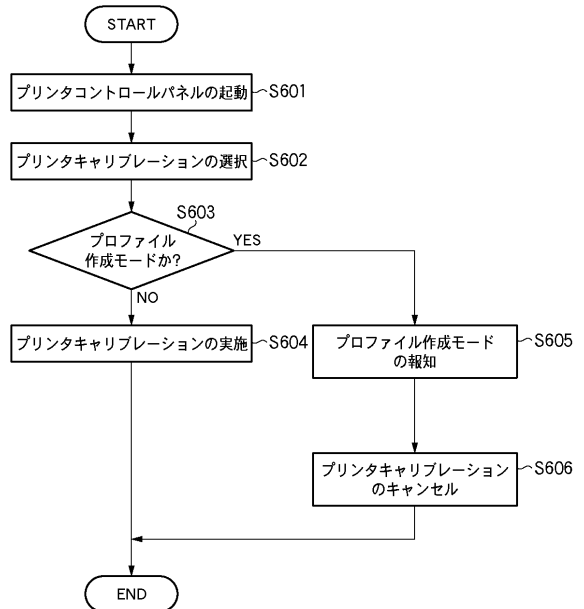 START
プリンタコントロールパネルの起動
S601
プリンタキャリブレーションの選択
S602
S603
プロファイル
作成モードか?
YES
NO
プリンタキャリブレーションの実施
S604
プロファイル作成モード
の報知
S605
プリンタキャリブレーション
のキャンセル
S606
END